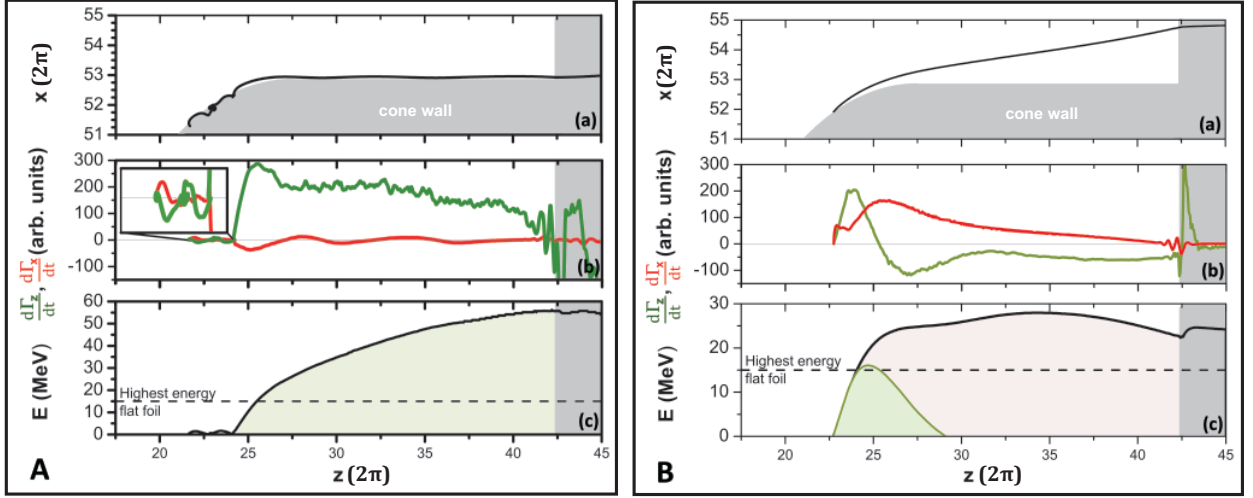 55
54
53
52
51
x (2π)
cone wall
(a)
300
200
100
0
-100
dΓz/dt, dΓx/dt (arb. units)
(b)
60
50
40
30
20
10
0
E (MeV)
Highest energy
flat foil
(c)
20 25 30 35 40 45
z (2π)
A
55
54
53
52
51
x (2π)
cone wall
(a)
300
200
100
0
-100
dΓz/dt, dΓx/dt (arb. units)
(b)
30
20
10
0
E (MeV)
Highest energy
flat foil
(c)
20 25 30 35 40 45
z (2π)
B